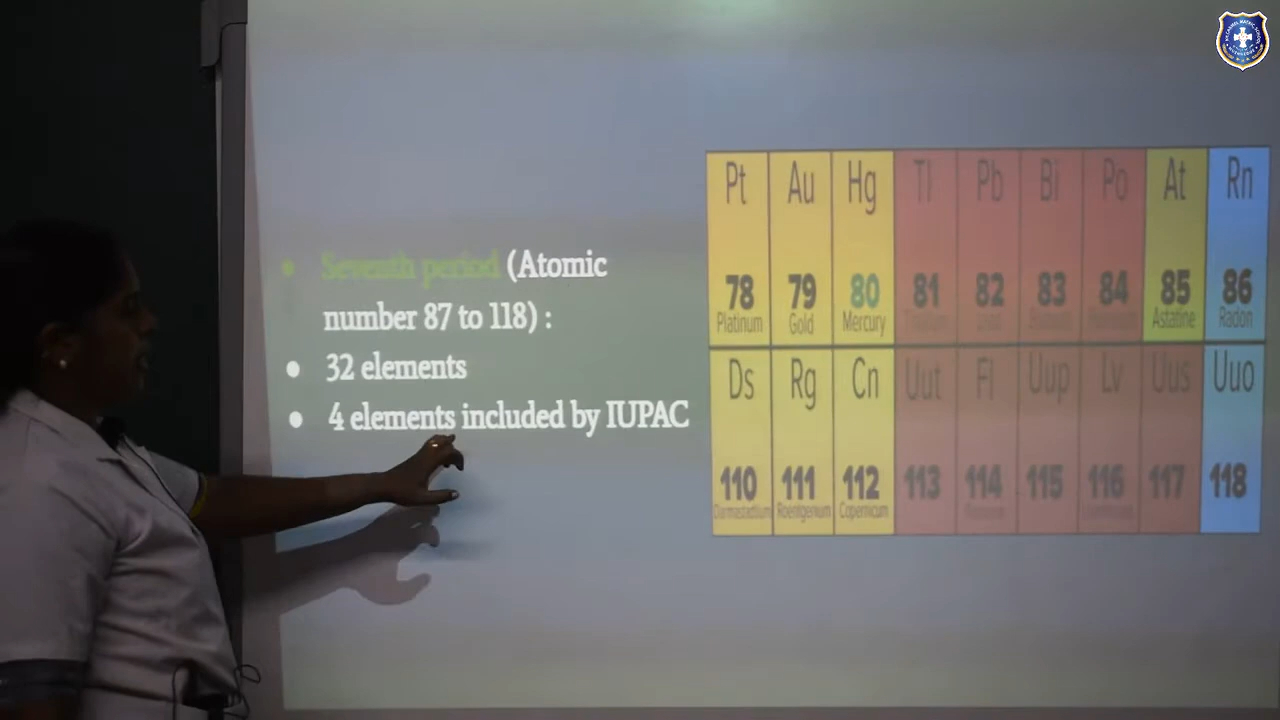 Seventh period (Atomic
number 87 to 118) :
32 elements
4 elements included by IUPAC
Pt Au Hg Tl Pb Bi Po At Rn
78 79 80 81 82 83 84 85 86
Platinum Gold Mercury Astatine Radon
Ds Rg Cn Uut Fl Uup Lv Uus Uuo
110 111 112 113 114 115 116 117 118
Darmastadtium Roentgenium Copernicum